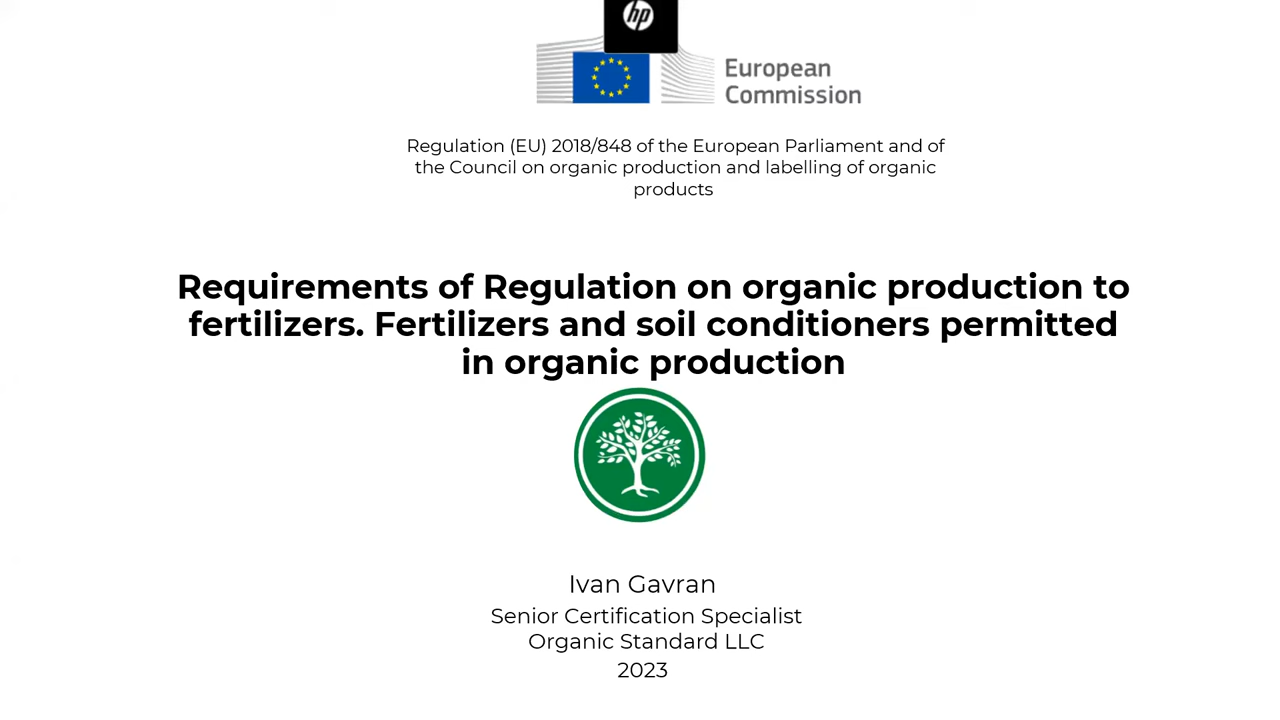 hp
European
Commission
Regulation (EU) 2018/848 of the European Parliament and of
the Council on organic production and labelling of organic
products
Requirements of Regulation on organic production to
fertilizers. Fertilizers and soil conditioners permitted
in organic production
Ivan Gavran
Senior Certification Specialist
Organic Standard LLC
2023